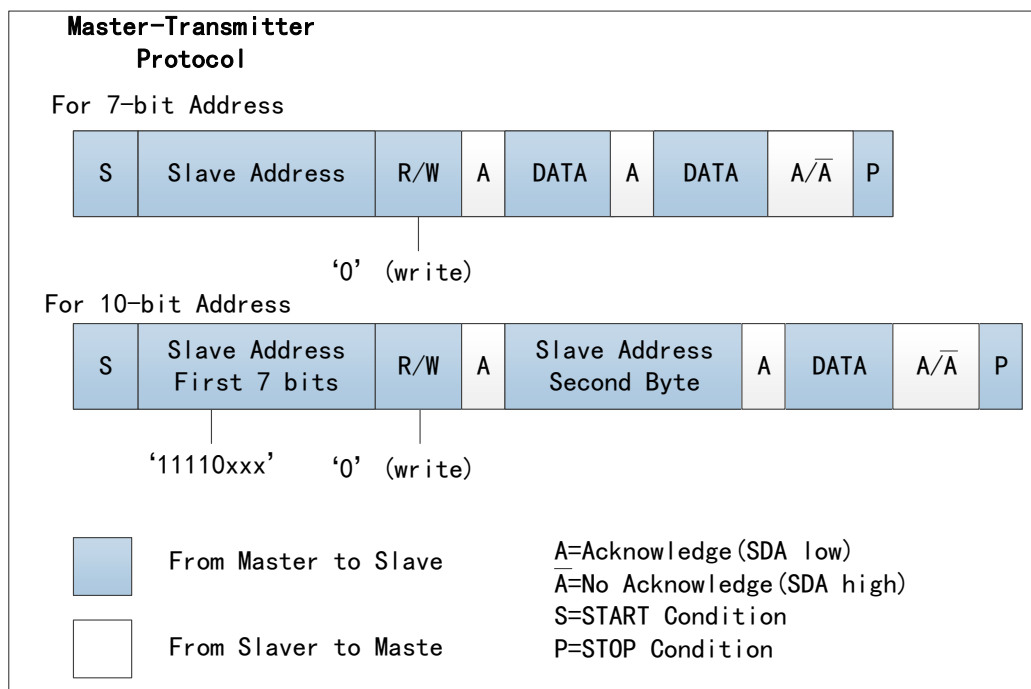 Master-Transmitter
Protocol
For 7-bit Address
S Slave Address R/W A DATA A DATA A/A̅ P
‘0’ (write)
For 10-bit Address
S Slave Address First 7 bits R/W A Slave Address Second Byte A DATA A/A̅ P
‘11110xxx’ ‘0’ (write)
From Master to Slave
From Slaver to Maste
A=Acknowledge(SDA low)
A̅=No Acknowledge(SDA high)
S=START Condition
P=STOP Condition